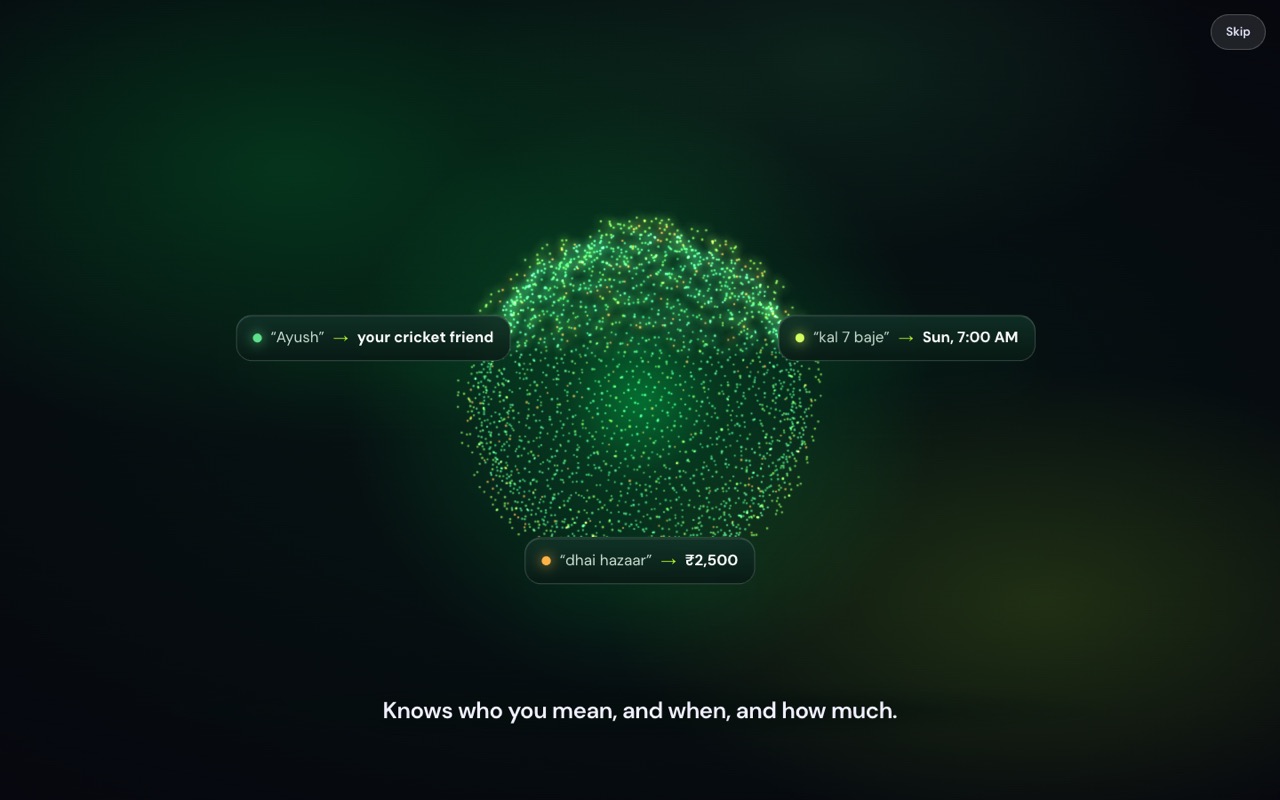 Skip
“Ayush” → your cricket friend
“kal 7 baje” → Sun, 7:00 AM
“dhai hazaar” → ₹2,500
Knows who you mean, and when, and how much.